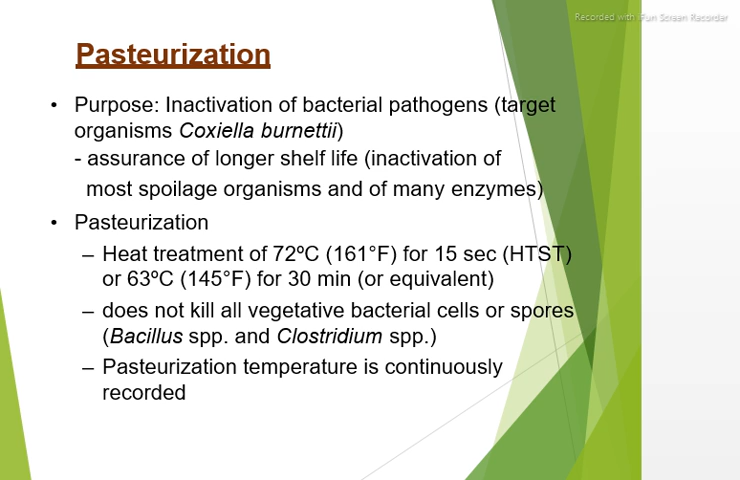 Recorded with iFun Screen Recorder
Pasteurization
• Purpose: Inactivation of bacterial pathogens (target
organisms Coxiella burnettii)
- assurance of longer shelf life (inactivation of
most spoilage organisms and of many enzymes)
• Pasteurization
– Heat treatment of 72ºC (161°F) for 15 sec (HTST)
or 63ºC (145°F) for 30 min (or equivalent)
– does not kill all vegetative bacterial cells or spores
(Bacillus spp. and Clostridium spp.)
– Pasteurization temperature is continuously
recorded